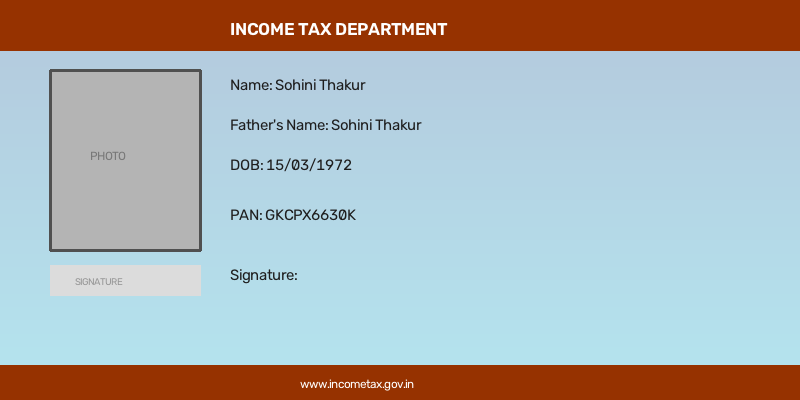 INCOME TAX DEPARTMENT
Name: Sohini Thakur
Father's Name: Sohini Thakur
PHOTO
DOB: 15/03/1972
PAN: GKCPX6630K
Signature:
SIGNATURE
www.incometax.gov.in